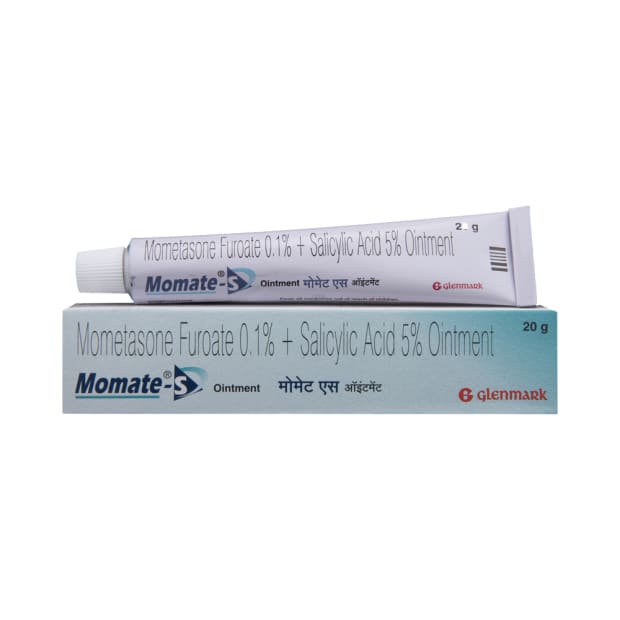 Mometasone Furoate 0.1% + Salicylic Acid 5% Ointment
g
Momate®-S Ointment मोमेट एस ऑइंटमेंट
Glenmark
Mometasone Furoate 0.1% + Salicylic Acid 5% Ointment
20 g
Momate®-S Ointment मोमेट एस ऑइंटमेंट
Glenmark